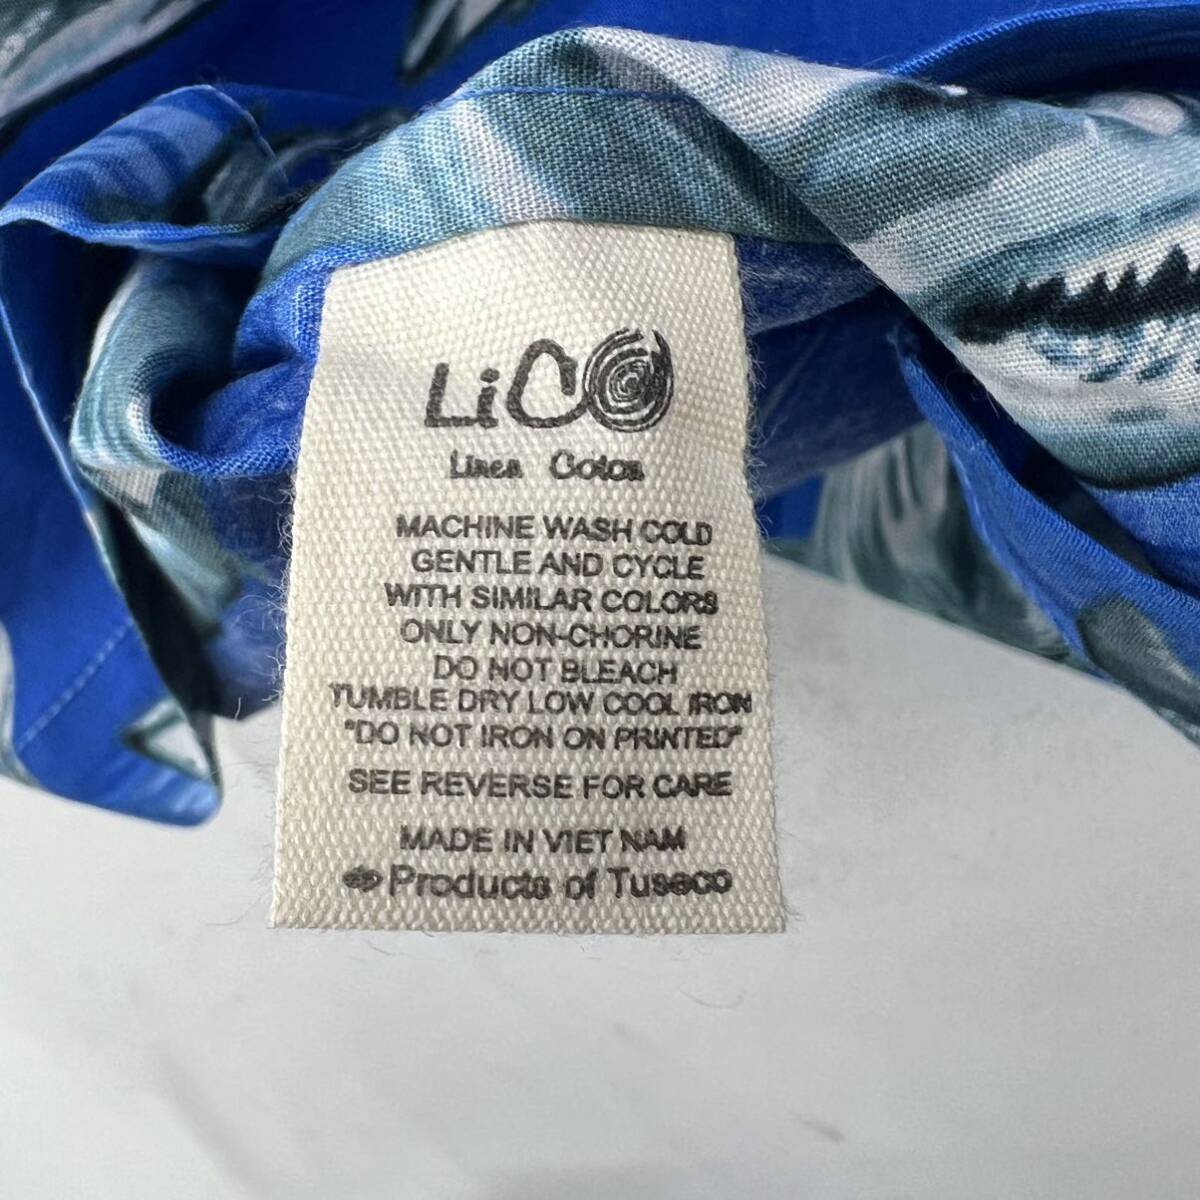 LiCO
Linen Color
MACHINE WASH COLD
GENTLE AND CYCLE
WITH SIMILAR COLORS
ONLY NON-CHORINE
DO NOT BLEACH
TUMBLE DRY LOW COOL IRON
"DO NOT IRON ON PRINTED"
SEE REVERSE FOR CARE
MADE IN VIET NAM
Products of Tuseco